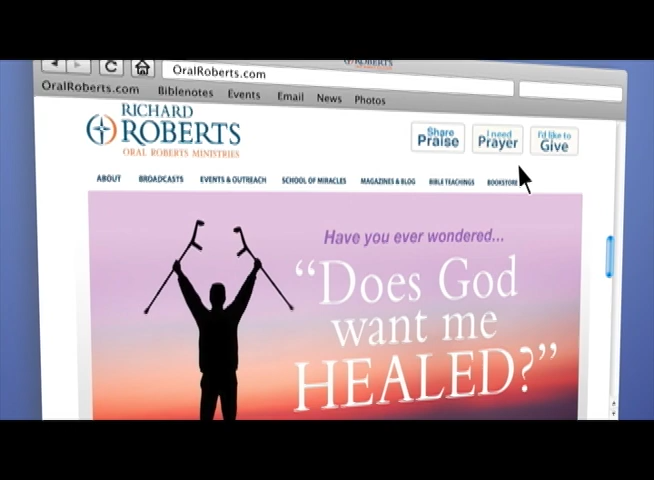 ROBERTS
OralRoberts.com
OralRoberts.com Biblenotes Events Email News Photos
RICHARD
ROBERTS
ORAL ROBERTS MINISTRIES
Share Praise
I need Prayer
I'd like to Give
ABOUT BROADCASTS EVENTS & OUTREACH SCHOOL OF MIRACLES MAGAZINES & BLOG BIBLE TEACHINGS BOOKSTORE
Have you ever wondered...
“Does God
want me
HEALED?”